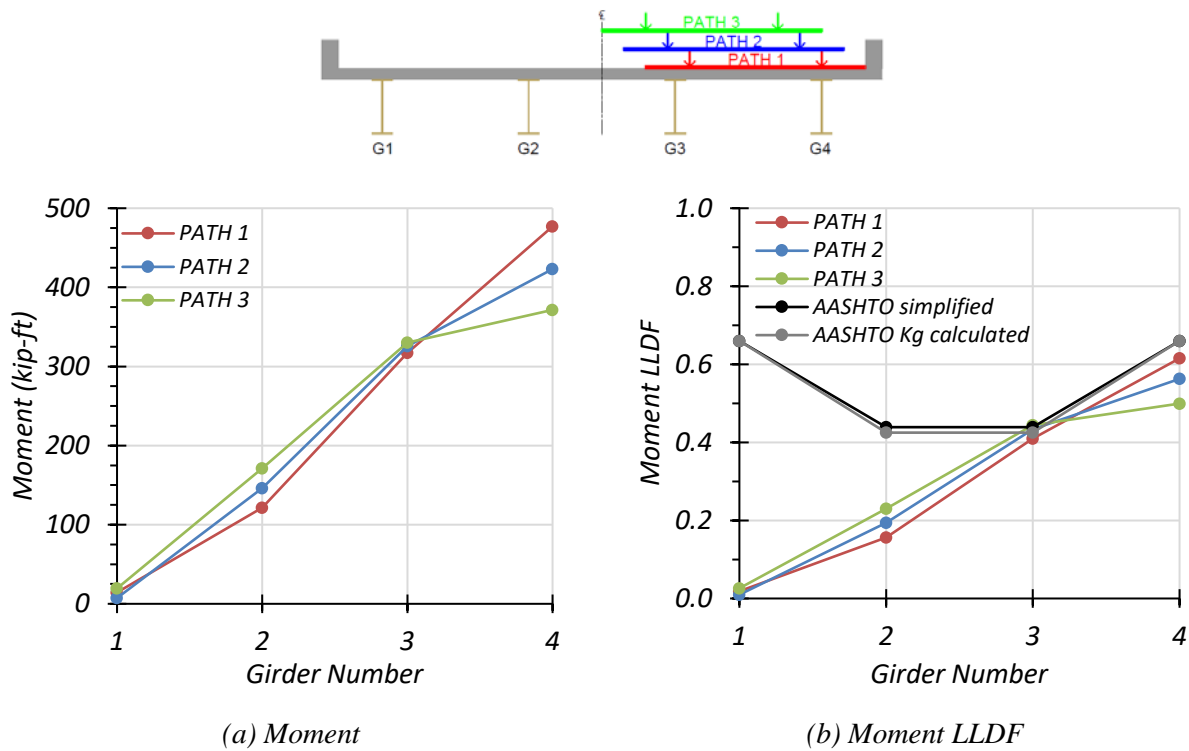 ℄
PATH 3
PATH 2
PATH 1
G1
G2
G3
G4
Moment (kip-ft)
500
400
300
200
100
0
PATH 1
PATH 2
PATH 3
1
2
3
4
Girder Number
(a) Moment
Moment LLDF
1.0
0.8
0.6
0.4
0.2
0.0
PATH 1
PATH 2
PATH 3
AASHTO simplified
AASHTO Kg calculated
1
2
3
4
Girder Number
(b) Moment LLDF